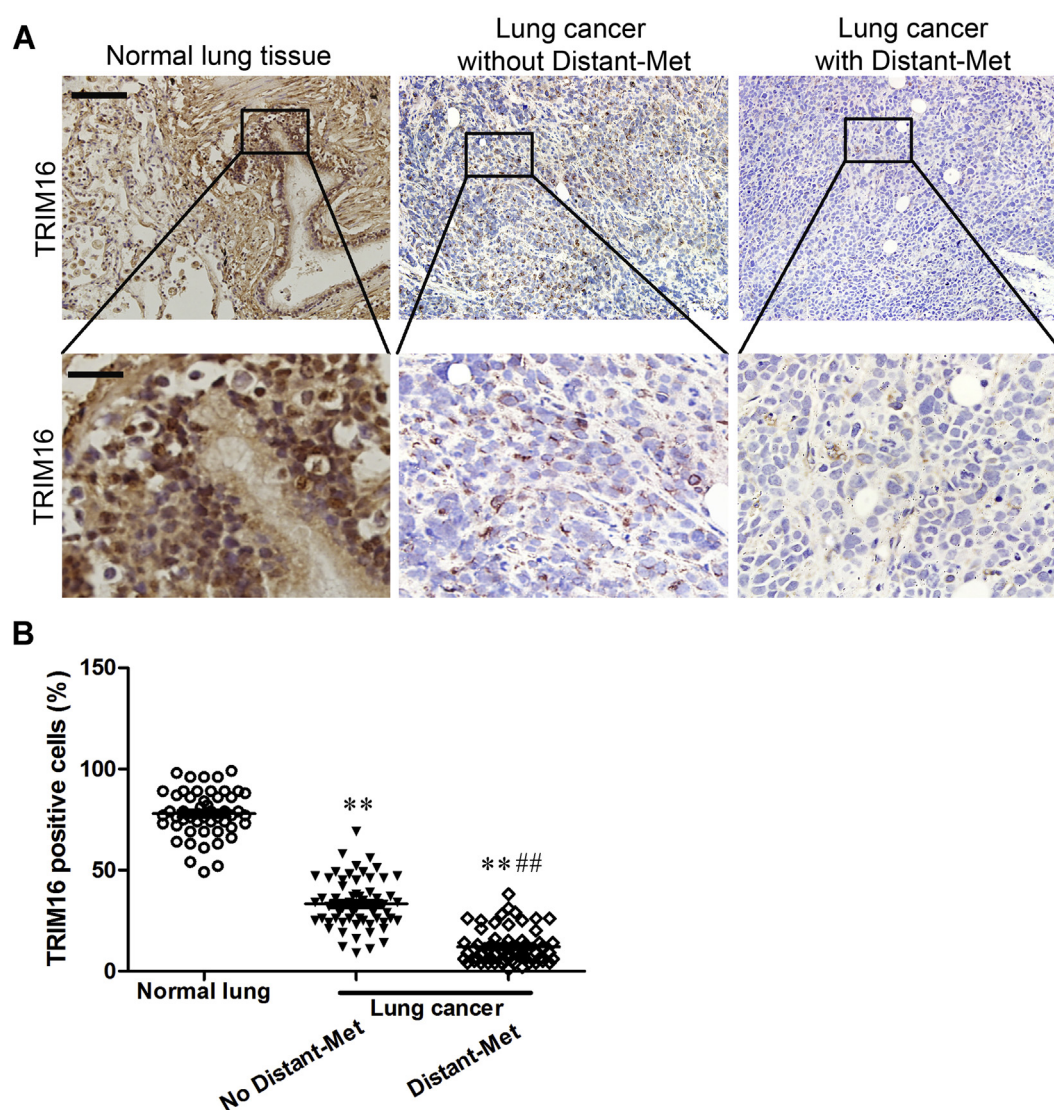 A
Normal lung tissue
Lung cancer
without Distant-Met
Lung cancer
with Distant-Met
TRIM16
TRIM16
B
TRIM16 positive cells (%)
150
100
50
0
**
**##
Normal lung
Lung cancer
No Distant-Met
Distant-Met